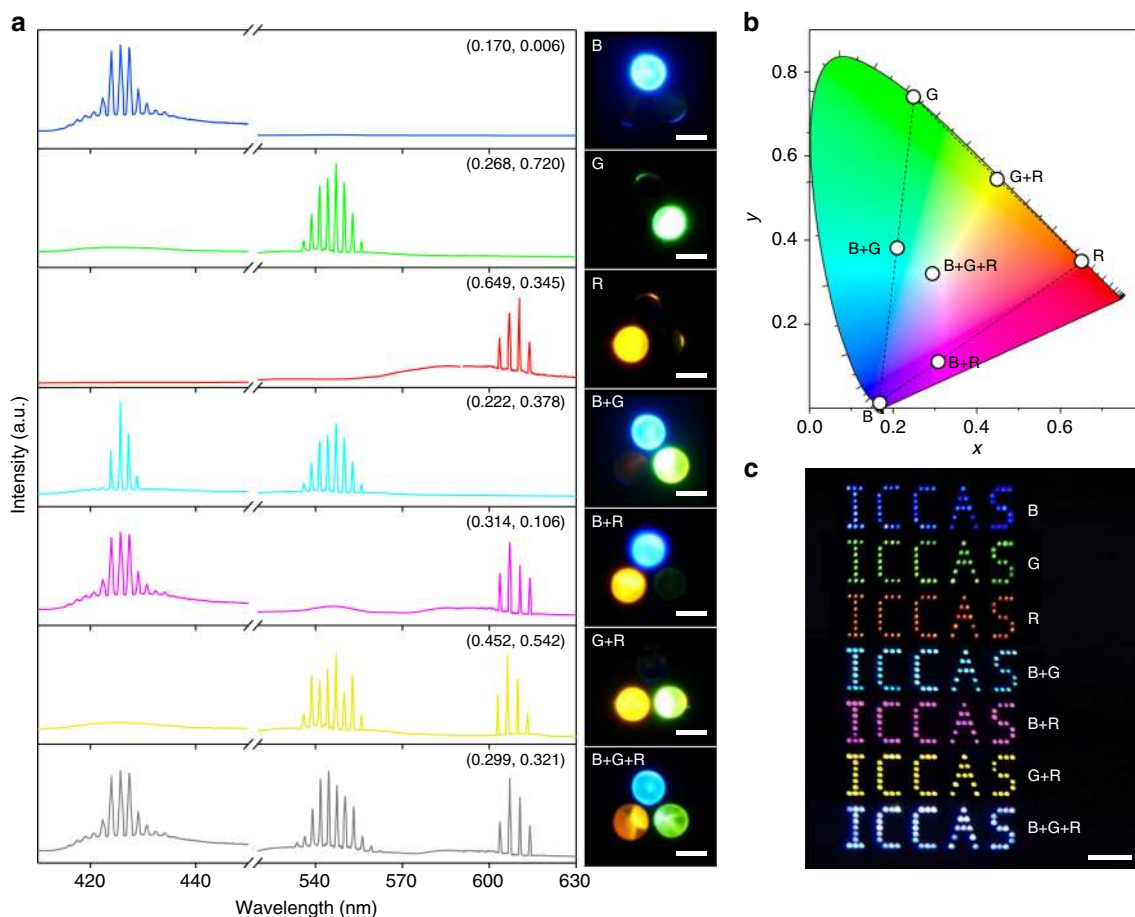 a
Intensity (a.u.)
(0.170, 0.006)
B
(0.268, 0.720)
G
(0.649, 0.345)
R
(0.222, 0.378)
B+G
(0.314, 0.106)
B+R
(0.452, 0.542)
G+R
(0.299, 0.321)
B+G+R
420 440 540 570 600 630
Wavelength (nm)
b
y
0.8
0.6
0.4
0.2
0.0 0.2 0.4 0.6
x
G
G+R
B+G
B+G+R
R
B+R
B
c
ICCAS B
ICCAS G
ICCAS R
ICCAS B+G
ICCAS B+R
ICCAS G+R
ICCAS B+G+R